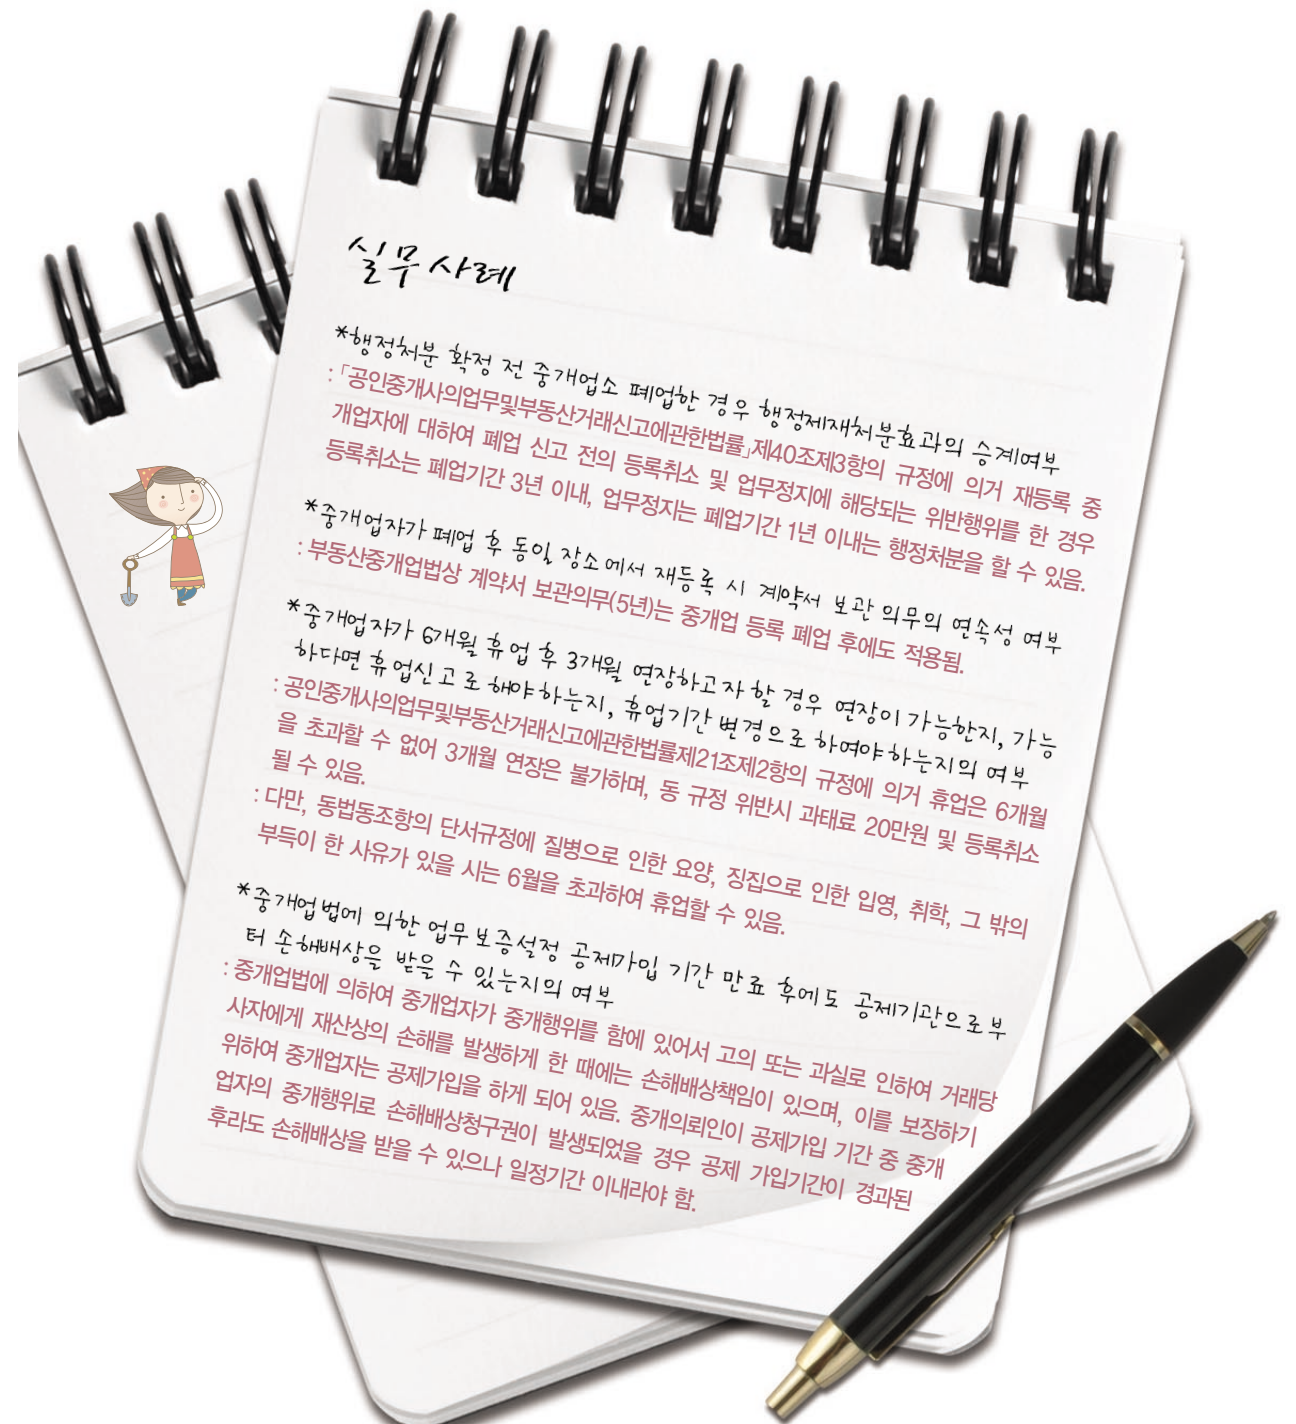 실무사례
*행정처분 확정 전 중개업소 폐업한 경우 행정제재처분효과의 승계여부
:「공인중개사의업무및부동산거래신고에관한법률」제40조제3항의 규정에 의거 재등록 중
개업자에 대하여 폐업 신고 전의 등록취소 및 업무정지에 해당되는 위반행위를 한 경우
등록취소는 폐업기간 3년 이내, 업무정지는 폐업기간 1년 이내는 행정처분을 할 수 있음.
*중개업자가 폐업 후 동일 장소에서 재등록 시 계약서 보관 의무의 연속성 여부
: 부동산중개업법상 계약서 보관의무(5년)는 중개업 등록 폐업 후에도 적용됨.
*중개업자가 6개월 휴업 후 3개월 연장하고자 할 경우 연장이 가능한지, 가능
하다면 휴업신고로 해야하는지, 휴업기간 변경으로 하여야하는지의 여부
: 공인중개사의업무및부동산거래신고에관한법률제21조제2항의 규정에 의거 휴업은 6개월
을 초과할 수 없어 3개월 연장은 불가하며, 동 규정 위반시 과태료 20만원 및 등록취소
될 수 있음.
: 다만, 동법동조항의 단서규정에 질병으로 인한 요양, 징집으로 인한 입영, 취학, 그 밖의
부득이 한 사유가 있을 시는 6월을 초과하여 휴업할 수 있음.
*중개업법에 의한 업무보증설정 공제가입 기간 만료 후에도 공제기관으로부
터 손해배상을 받을 수 있는지의 여부
: 중개업법에 의하여 중개업자가 중개행위를 함에 있어서 고의 또는 과실로 인하여 거래당
사자에게 재산상의 손해를 발생하게 한 때에는 손해배상책임이 있으며, 이를 보장하기
위하여 중개업자는 공제가입을 하게 되어 있음. 중개의뢰인이 공제가입 기간 중 중개
업자의 중개행위로 손해배상청구권이 발생되었을 경우 공제 가입기간이 경과된
후라도 손해배상을 받을 수 있으나 일정기간 이내라야 함.